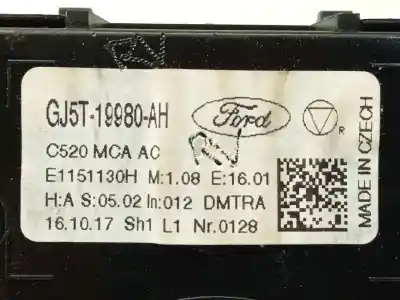 GJ5T-19980-AH
Ford
R
C520 MCA AC
E1151130H M:1.08 E:16.01
H:A S:05.02 In:012 DMTRA
16.10.17 Sh1 L1 Nr.0128
MADE IN CZECH